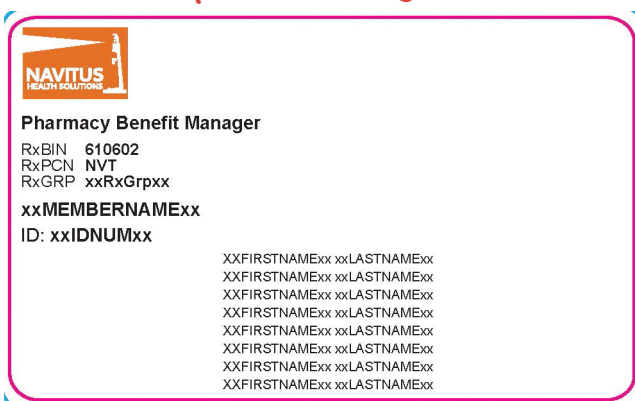 NAVITUS
HEALTH SOLUTIONS
Pharmacy Benefit Manager
RxBIN 610602
RxPCN NVT
RxGRP xxRxGrpxx
xxMEMBERNAMExx
ID: xxIDNUMxx
XXFIRSTNAMExx xxLASTNAMExx
XXFIRSTNAMExx xxLASTNAMExx
XXFIRSTNAMExx xxLASTNAMExx
XXFIRSTNAMExx xxLASTNAMExx
XXFIRSTNAMExx xxLASTNAMExx
XXFIRSTNAMExx xxLASTNAMExx
XXFIRSTNAMExx xxLASTNAMExx
XXFIRSTNAMExx xxLASTNAMExx